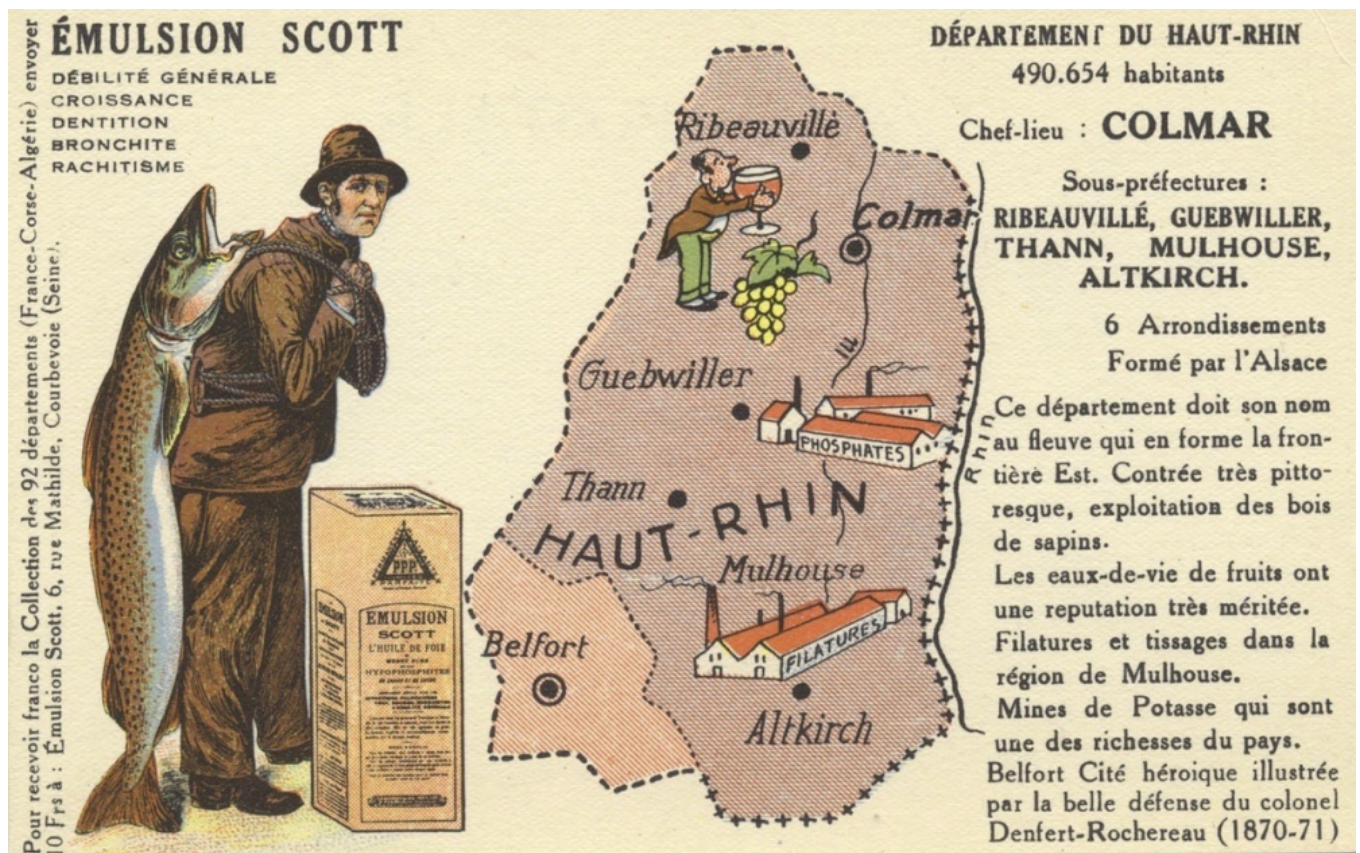 Pour recevoir franco la Collection des 92 départements (France-Corse-Algérie) envoyer
10 Frs à : Émulsion Scott, 6, rue Mathilde, Courbevoie (Seine).
ÉMULSION SCOTT
DÉBILITÉ GÉNÉRALE
CROISSANCE
DENTITION
BRONCHITE
RACHITISME
PPP
EMULSION
SCOTT
L'HUILE DE FOIE
HYPOPHOSPHITES
Ribeauvillè
Colmar
Ill
Guebwiller
PHOSPHATES
Thann
HAUT-RHIN
Mulhouse
FILATURES
Belfort
Altkirch
Rhin
DÉPARTEMENT DU HAUT-RHIN
490.654 habitants
Chef-lieu : COLMAR
Sous-préfectures :
RIBEAUVILLÉ, GUEBWILLER,
THANN, MULHOUSE,
ALTKIRCH.
6 Arrondissements
Formé par l'Alsace
Ce département doit son nom
au fleuve qui en forme la fron-
tière Est. Contrée très pitto-
resque, exploitation des bois
de sapins.
Les eaux-de-vie de fruits ont
une reputation très méritée.
Filatures et tissages dans la
région de Mulhouse.
Mines de Potasse qui sont
une des richesses du pays.
Belfort Cité héroique illustrée
par la belle défense du colonel
Denfert-Rochereau (1870-71)